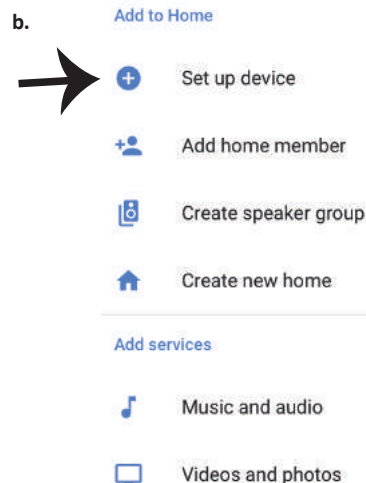 b.
Add to Home
Set up device
Add home member
Create speaker group
Create new home
Add services
Music and audio
Videos and photos